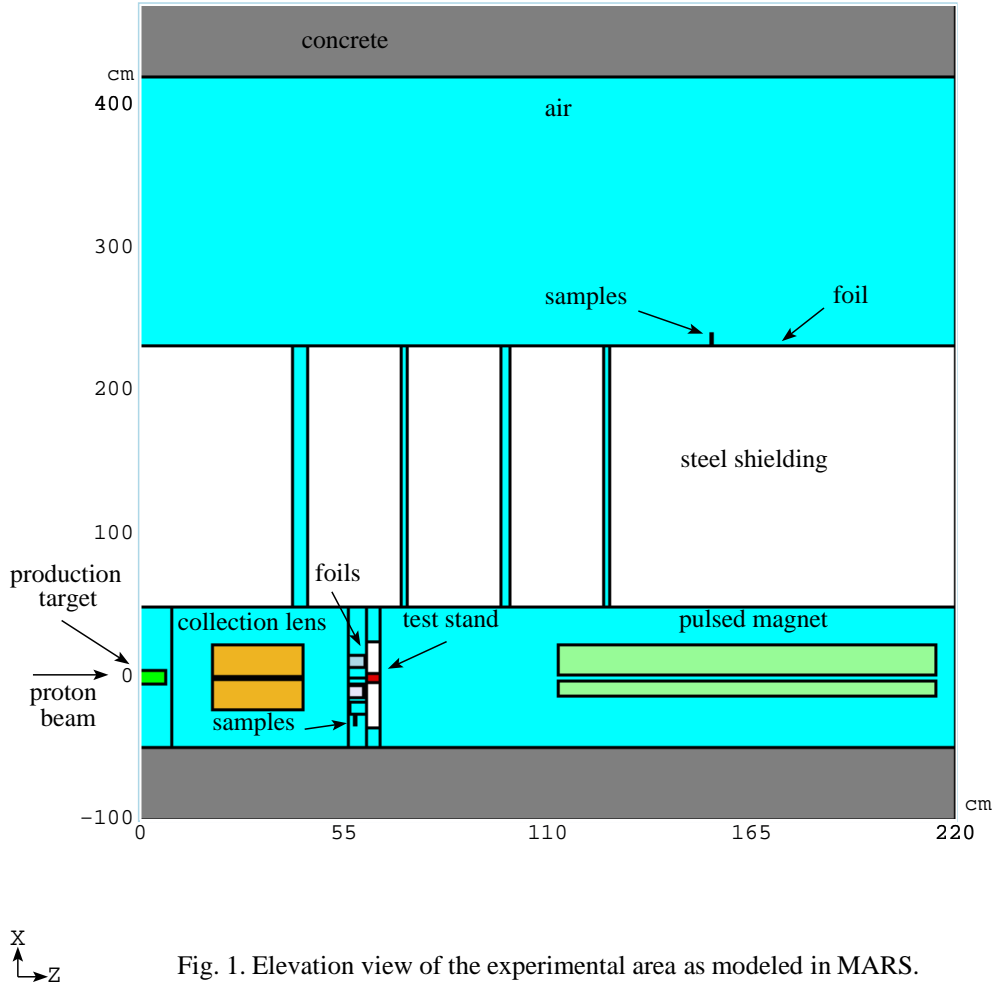 concrete
cm
400
air
300
samples
foil
200
steel shielding
100
production
target
foils
collection lens
test stand
pulsed magnet
0
proton
beam
samples
−100
cm
0
55
110
165
220
X
Z
Fig. 1. Elevation view of the experimental area as modeled in MARS.